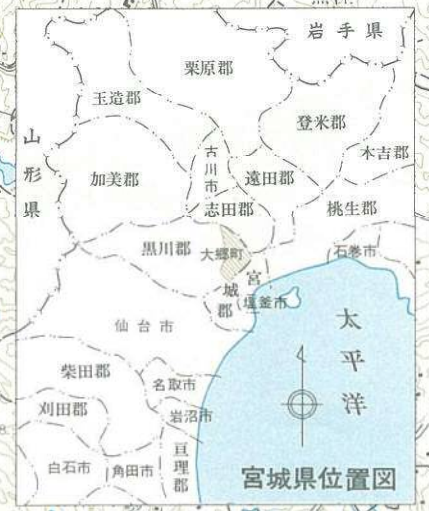 岩手県
栗原郡
玉造郡
登米郡
本吉郡
山形県
古川市
加美郡
遠田郡
志田郡
桃生郡
黒川郡
大郷町
石巻市
宮城郡
塩釜市
仙台市
太平洋
柴田郡
名取市
刈田郡
岩沼市
亘理郡
白石市
角田市
宮城県位置図